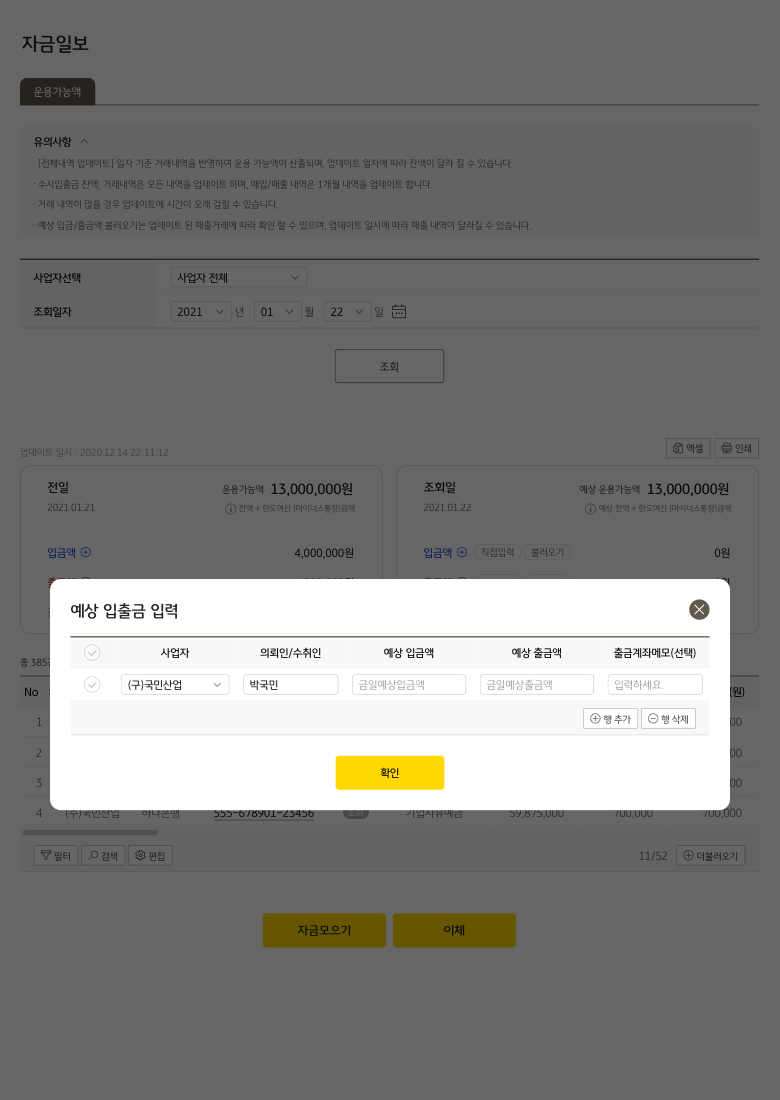 자금일보
운용가능액
유의사항
· [전체내역 업데이트] 일자 기준 거래내역을 반영하여 운용 가능액이 산출되며, 업데이트 일자에 따라 잔액이 달라 질 수 있습니다.
· 수시입출금 잔액, 거래내역은 모든 내역을 업데이트 하며, 매입/매출 내역은 1개월 내역을 업데이트 합니다.
· 거래 내역이 많을 경우 업데이트에 시간이 오래 걸릴 수 있습니다.
· 예상 입금/출금액 불러오기는 업데이트 된 매출거래에 따라 확인 할 수 있으며, 업데이트 일시에 따라 매출 내역이 달라질 수 있습니다.
사업자선택 사업자 전체
조회일자 2021 년 01 월 22 일
조회
업데이트 일시 : 2020.12.14 22:11:12 엑셀 인쇄
전일 운용가능액 13,000,000원
2021.01.21 잔액 + 한도여신 (마이너스통장)금액
입금액 4,000,000원
조회일 예상 운용가능액 13,000,000원
2021.01.22 예상 잔액 + 한도여신 (마이너스통장)금액
입금액 직접입력 불러오기 0원
예상 입출금 입력
사업자 의뢰인/수취인 예상 입금액 예상 출금액 출금계좌메모(선택)
(구)국민산업 박국민 금일예상입금액 금일예상출금액 입력하세요.
행 추가 행 삭제
확인
총 385
No
1
2
3
4 (주)국민산업 하나은행 555-678901-23456 조회 기업자유예금 59,875,000 700,000 700,000
필터 검색 편집 11/52 더불러오기
자금모으기 이체